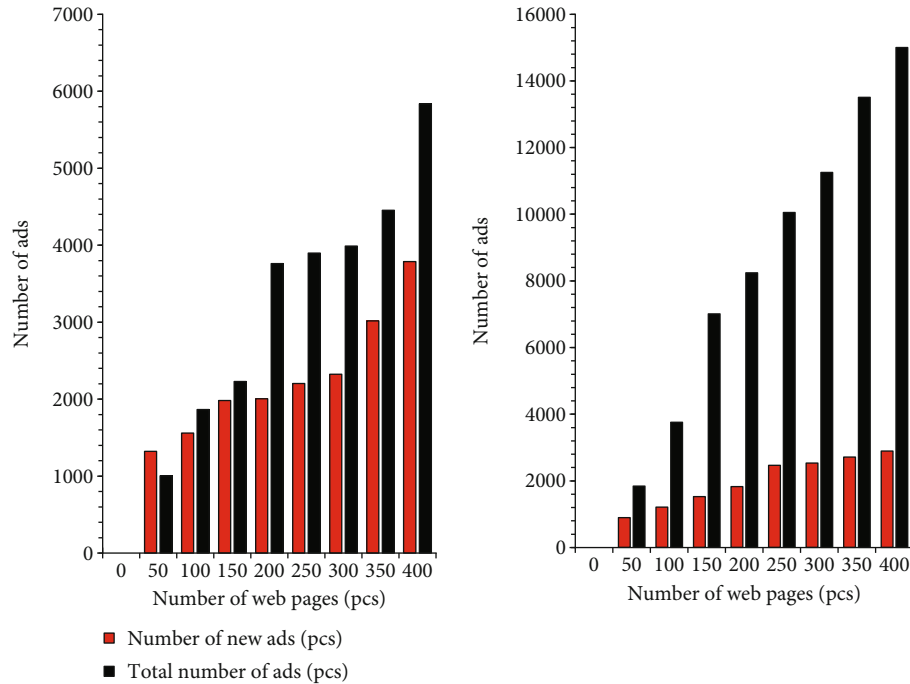 7000
6000
5000
4000
3000
2000
1000
0
Number of ads
0 50 100 150 200 250 300 350 400
Number of web pages (pcs)
Number of new ads (pcs)
Total number of ads (pcs)
16000
14000
12000
10000
8000
6000
4000
2000
0
Number of ads
0 50 100 150 200 250 300 350 400
Number of web pages (pcs)